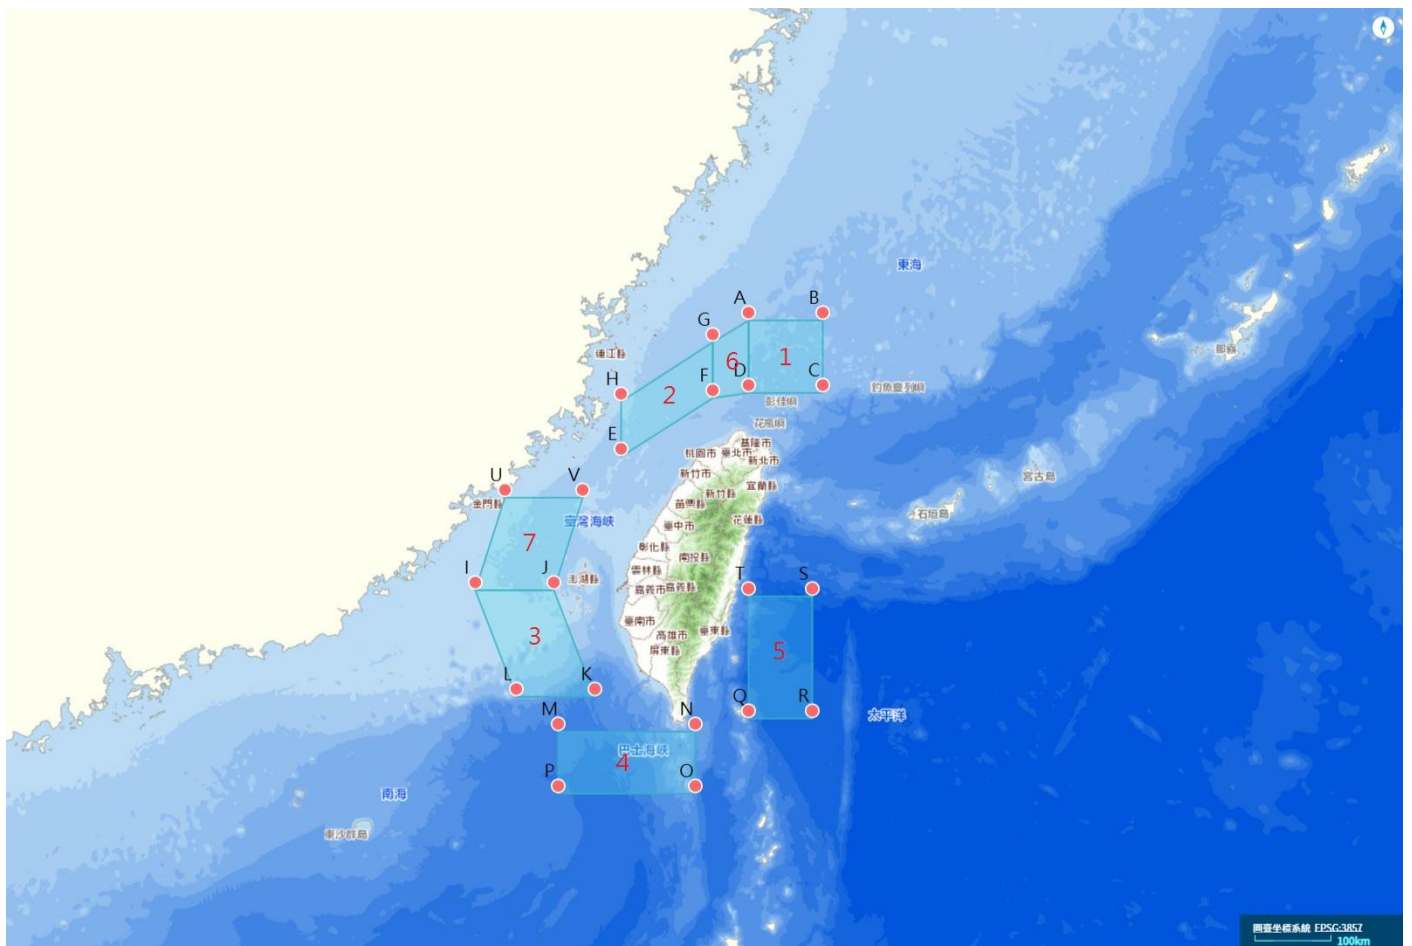 東海
A
B
G
連江縣
6
1
那霸
H
F
D
C
2
彭佳嶼
釣魚臺列嶼
花瓶嶼
E
基隆市
桃園市
臺北市
新北市
U
V
新竹市
宮古島
宜蘭縣
新竹縣
金門縣
苗栗縣
石垣島
臺灣海峽
臺中市
花蓮縣
7
彰化縣
南投縣
I
J
澎湖縣
雲林縣
T
S
嘉義市
嘉義縣
臺南市
3
高雄市
臺東縣
屏東縣
5
L
K
M
N
Q
R
太平洋
巴士海峽
4
P
O
南海
東沙群島
圖臺坐標系統 EPSG:3857
100km